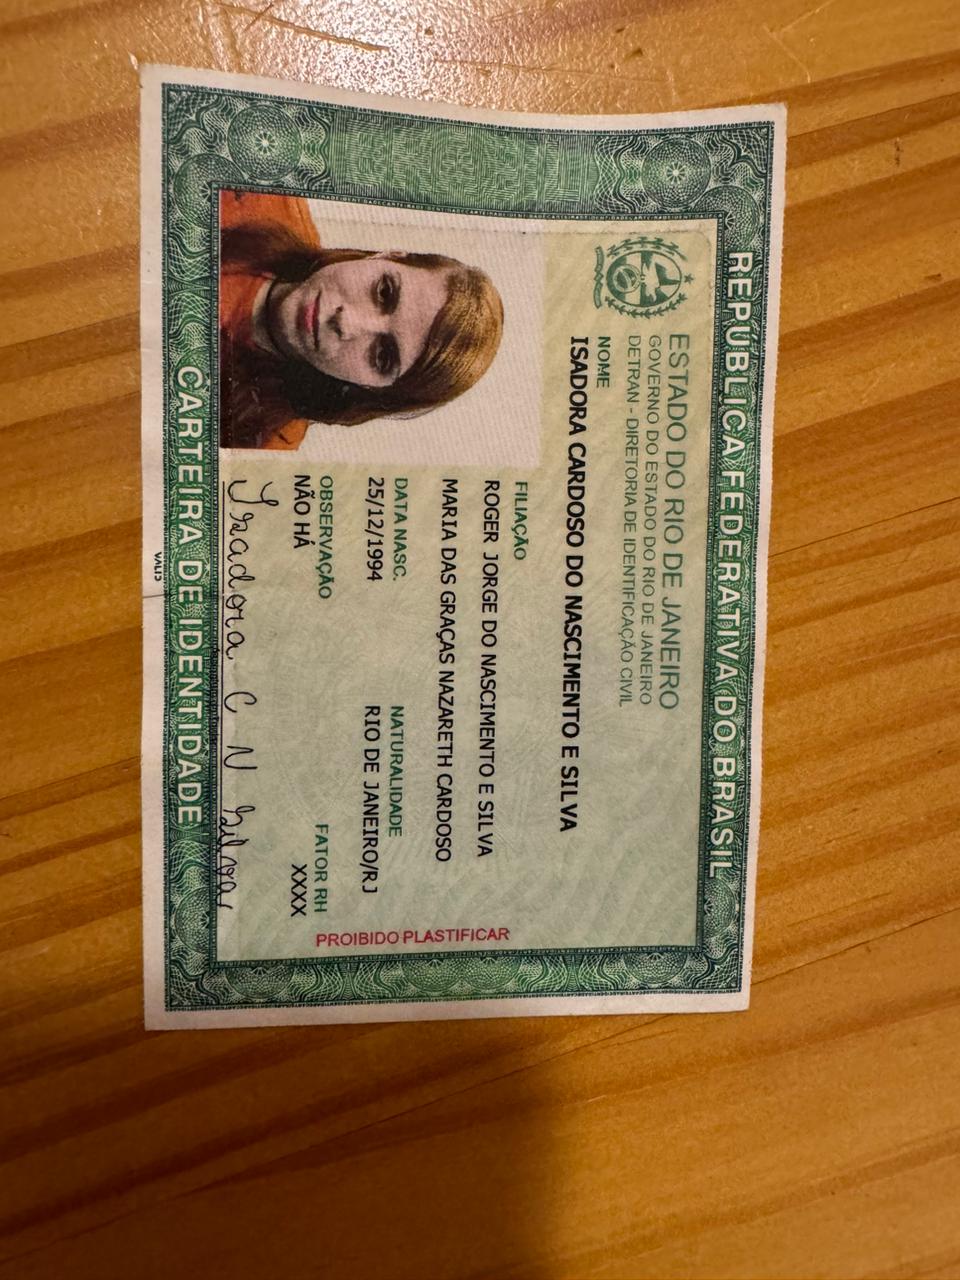 REPÚBLICA FEDERATIVA DO BRASIL
ESTADO DO RIO DE JANEIRO
GOVERNO DO ESTADO DO RIO DE JANEIRO
DETRAN - DIRETORIA DE IDENTIFICAÇÃO CIVIL
NOME
ISADORA CARDOSO DO NASCIMENTO E SILVA
FILIAÇÃO
ROGER JORGE DO NASCIMENTO E SILVA
MARIA DAS GRAÇAS NAZARETH CARDOSO
DATA NASC.
25/12/1994
NATURALIDADE
RIO DE JANEIRO/RJ
OBSERVAÇÃO
NÃO HÁ
FATOR RH
XXXX
PROIBIDO PLASTIFICAR
Isadora C N Silva
CARTEIRA DE IDENTIDADE